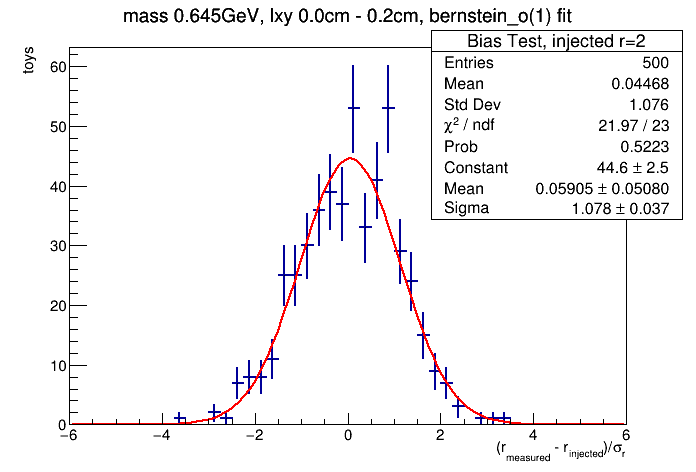 mass 0.645GeV, lxy 0.0cm - 0.2cm, bernstein_o(1) fit
toys
Bias Test, injected r=2
Entries 500
Mean 0.04468
Std Dev 1.076
χ² / ndf 21.97 / 23
Prob 0.5223
Constant 44.6 ± 2.5
Mean 0.05905 ± 0.05080
Sigma 1.078 ± 0.037
60
50
40
30
20
10
0
−6 −4 −2 0 2 4 6
(r_measured - r_injected)/σ_r